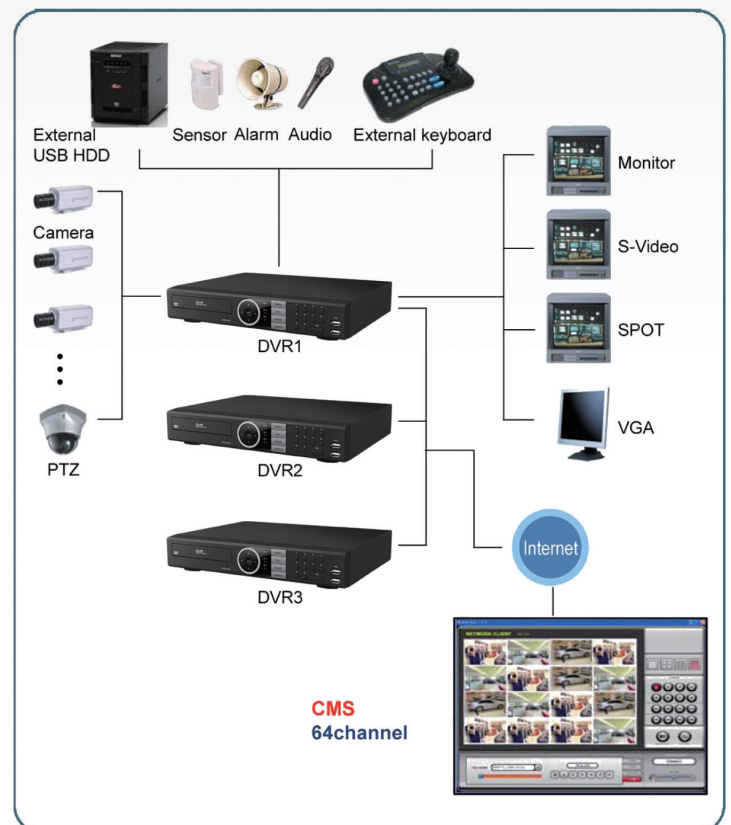 External
USB HDD
Sensor
Alarm
Audio
External keyboard
Monitor
Camera
S-Video
SPOT
DVR1
VGA
PTZ
DVR2
Internet
DVR3
NETWORK CLIENT
CMS
64channel